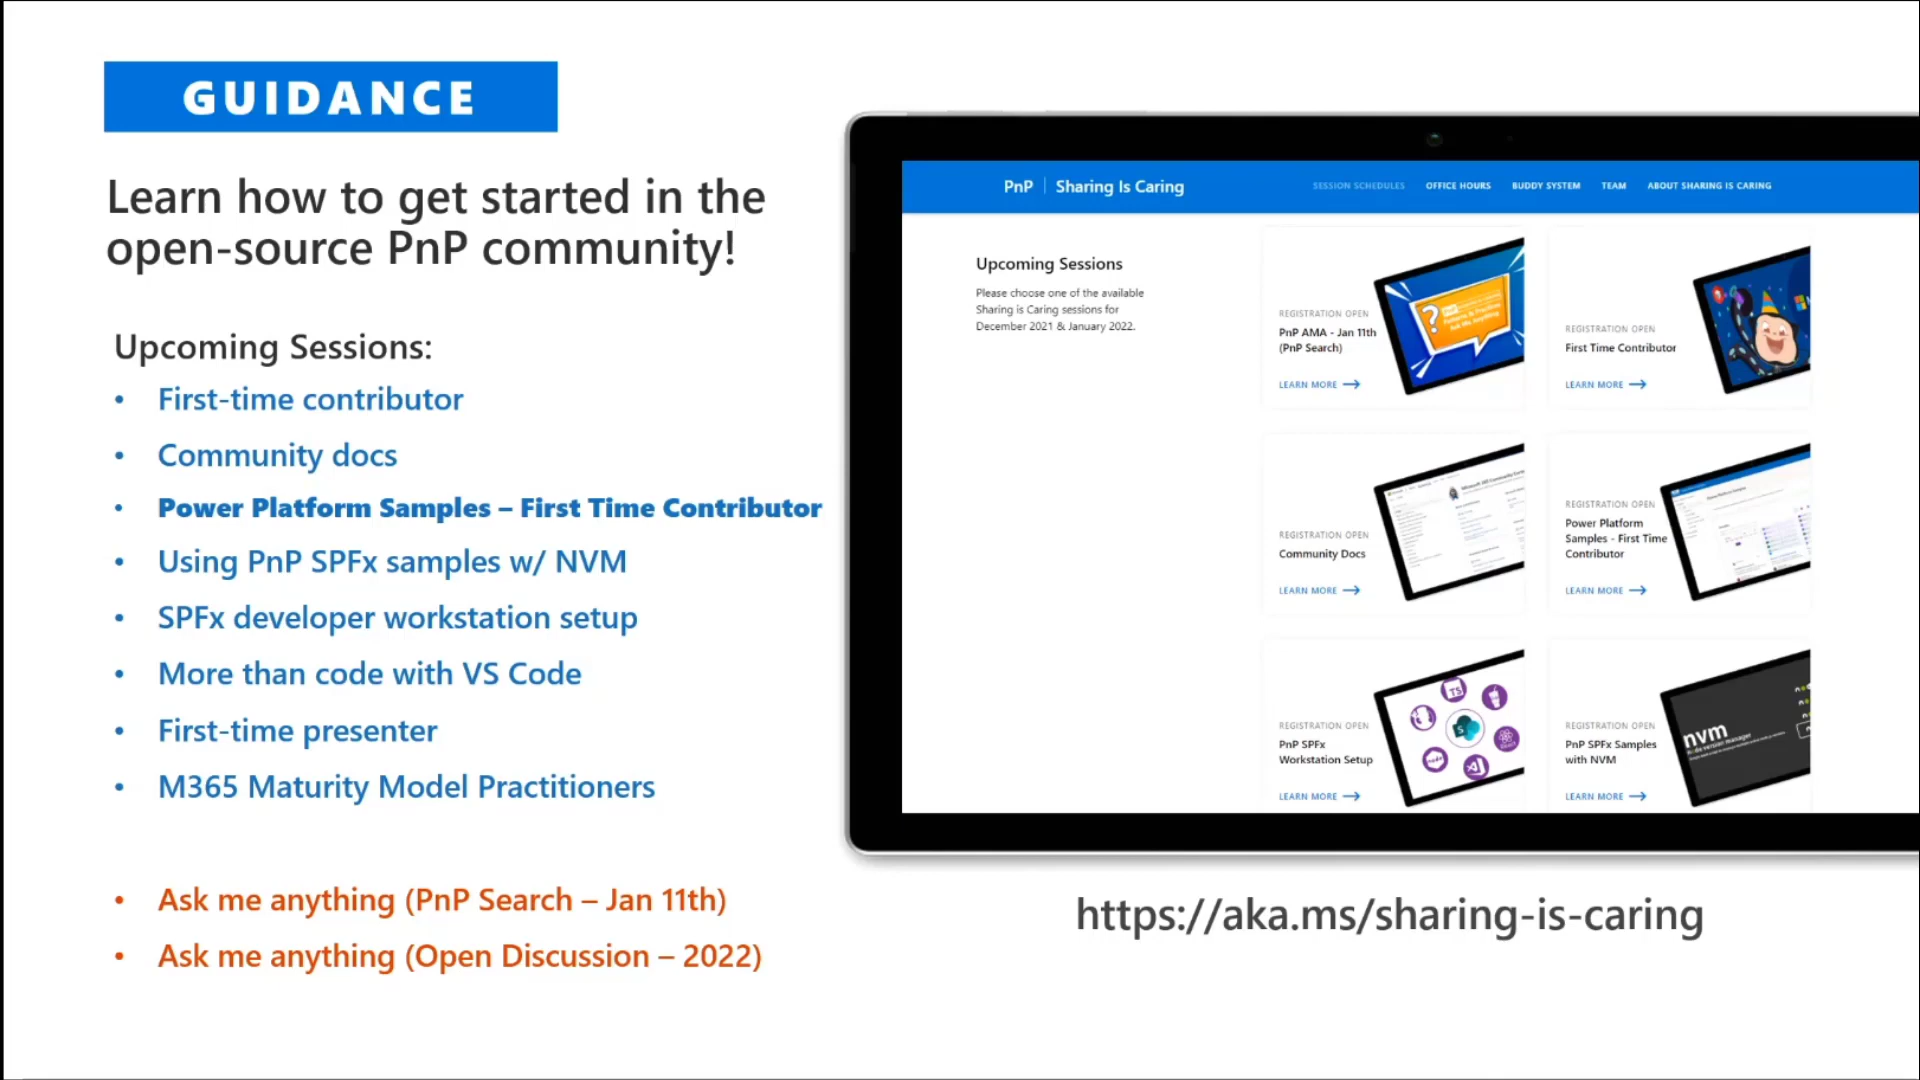 GUIDANCE
Learn how to get started in the
open-source PnP community!
Upcoming Sessions:
• First-time contributor
• Community docs
• Power Platform Samples – First Time Contributor
• Using PnP SPFx samples w/ NVM
• SPFx developer workstation setup
• More than code with VS Code
• First-time presenter
• M365 Maturity Model Practitioners
• Ask me anything (PnP Search – Jan 11th)
• Ask me anything (Open Discussion – 2022)
PnP | Sharing Is Caring
SESSION SCHEDULES OFFICE HOURS BUDDY SYSTEM TEAM ABOUT SHARING IS CARING
Upcoming Sessions
Please choose one of the available
Sharing is Caring sessions for
December 2021 & January 2022.
REGISTRATION OPEN
PnP AMA - Jan 11th
(PnP Search)
LEARN MORE
REGISTRATION OPEN
First Time Contributor
LEARN MORE
REGISTRATION OPEN
Community Docs
LEARN MORE
REGISTRATION OPEN
Power Platform
Samples - First Time
Contributor
LEARN MORE
REGISTRATION OPEN
PnP SPFx
Workstation Setup
LEARN MORE
TS
S
node
REGISTRATION OPEN
PnP SPFx Samples
with NVM
LEARN MORE
nvm
https://aka.ms/sharing-is-caring